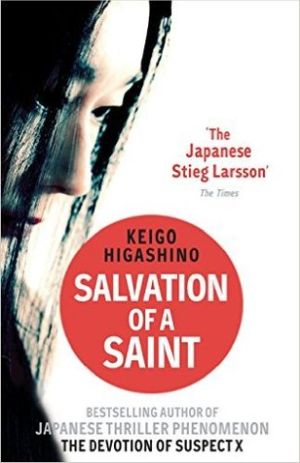 'The
Japanese
Stieg Larsson'
The Times
KEIGO
HIGASHINO
SALVATION
OF A
SAINT
BESTSELLING AUTHOR OF
JAPANESE THRILLER PHENOMENON
THE DEVOTION OF SUSPECT X